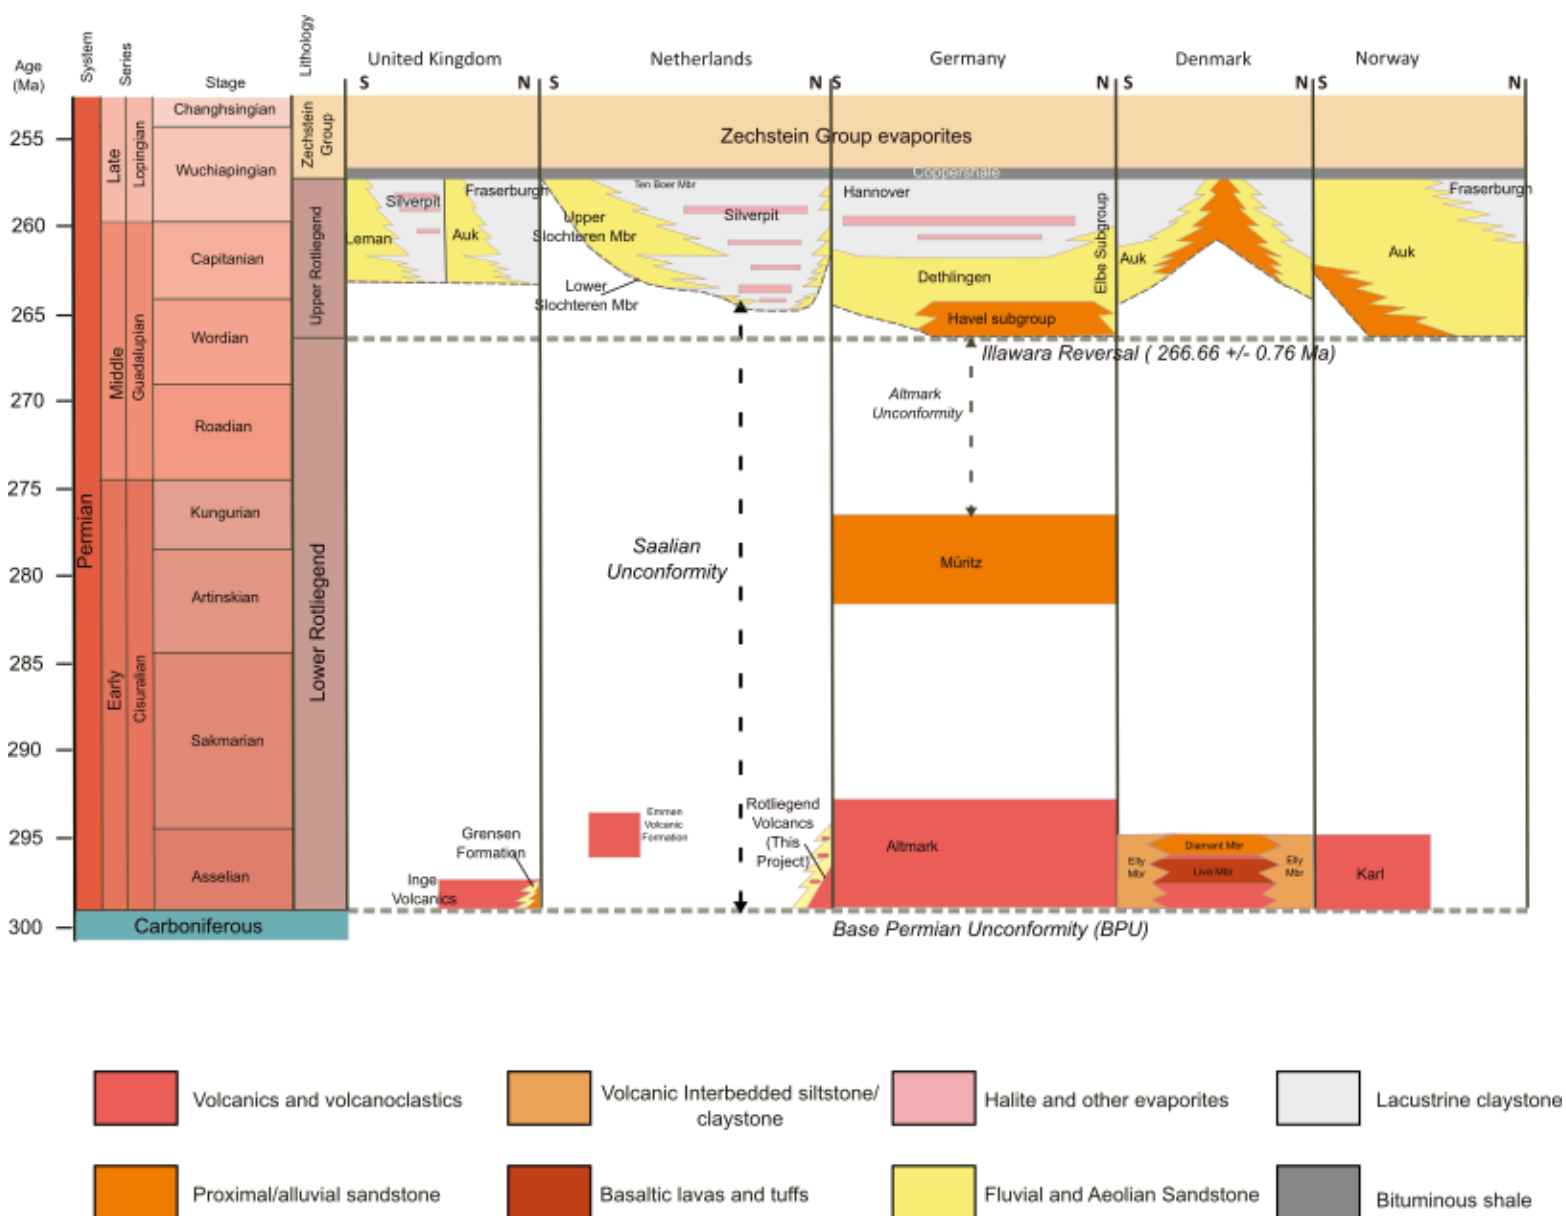 Age
(Ma)
System
Series
Stage
Lithology
United Kingdom
Netherlands
Germany
Denmark
Norway
S
N
S
N
S
N
S
N
S
N
255
260
265
270
275
280
285
290
295
300
Permian
Late
Middle
Early
Lopingian
Guadalupian
Cisuralian
Changhsingian
Wuchiapingian
Capitanian
Wordian
Roadian
Kungurian
Artinskian
Sakmarian
Asselian
Carboniferous
Zechstein
Group
Upper Rotliegend
Lower Rotliegend
Zechstein Group evaporites
Coppershale
Leman
Silverpit
Auk
Fraserburgh
Ten Boer Mbr
Upper
Slochteren Mbr
Silverpit
Lower
Slochteren Mbr
Hannover
Dethlingen
Havel subgroup
Elbe Subgroup
Auk
Auk
Fraserburgh
Illawara Reversal ( 266.66 +/- 0.76 Ma)
Altmark
Unconformity
Saalian
Unconformity
Müritz
Grensen
Formation
Inge
Volcanics
Emmen
Volcanic
Formation
Rotliegend
Volcancs
(This
Project)
Altmark
Elly
Mbr
Diamant Mbr
Liva Mbr
Elly
Mbr
Karl
Base Permian Unconformity (BPU)
Volcanics and volcanoclastics
Volcanic Interbedded siltstone/
claystone
Halite and other evaporites
Lacustrine claystone
Proximal/alluvial sandstone
Basaltic lavas and tuffs
Fluvial and Aeolian Sandstone
Bituminous shale